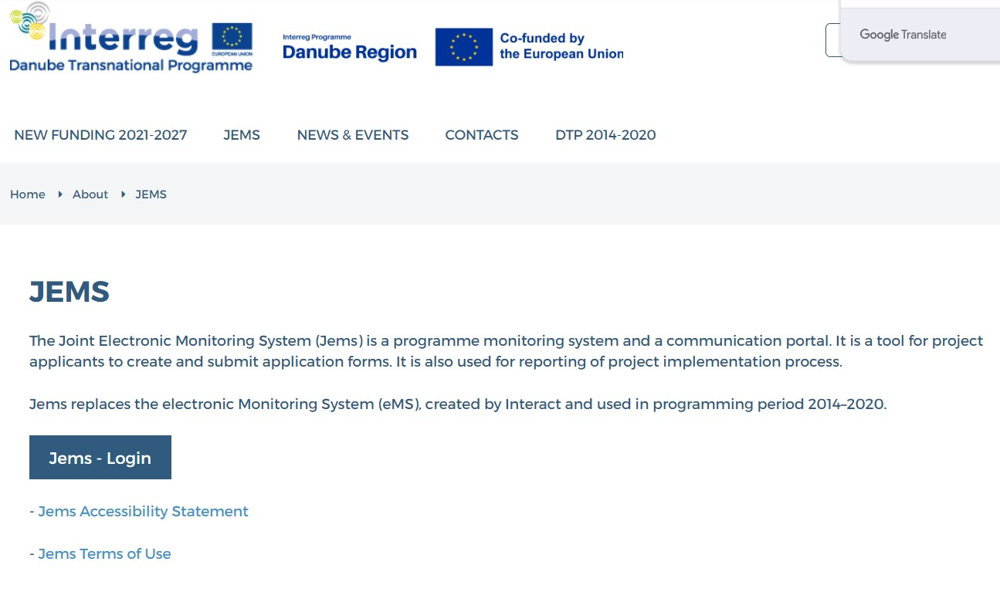 Interreg
EUROPEAN UNION
Danube Transnational Programme
Interreg Programme
Danube Region
Co-funded by
the European Union
Google Translate
NEW FUNDING 2021-2027 JEMS NEWS & EVENTS CONTACTS DTP 2014-2020
Home About JEMS
JEMS
The Joint Electronic Monitoring System (Jems) is a programme monitoring system and a communication portal. It is a tool for project
applicants to create and submit application forms. It is also used for reporting of project implementation process.
Jems replaces the electronic Monitoring System (eMS), created by Interact and used in programming period 2014–2020.
Jems - Login
- Jems Accessibility Statement
- Jems Terms of Use